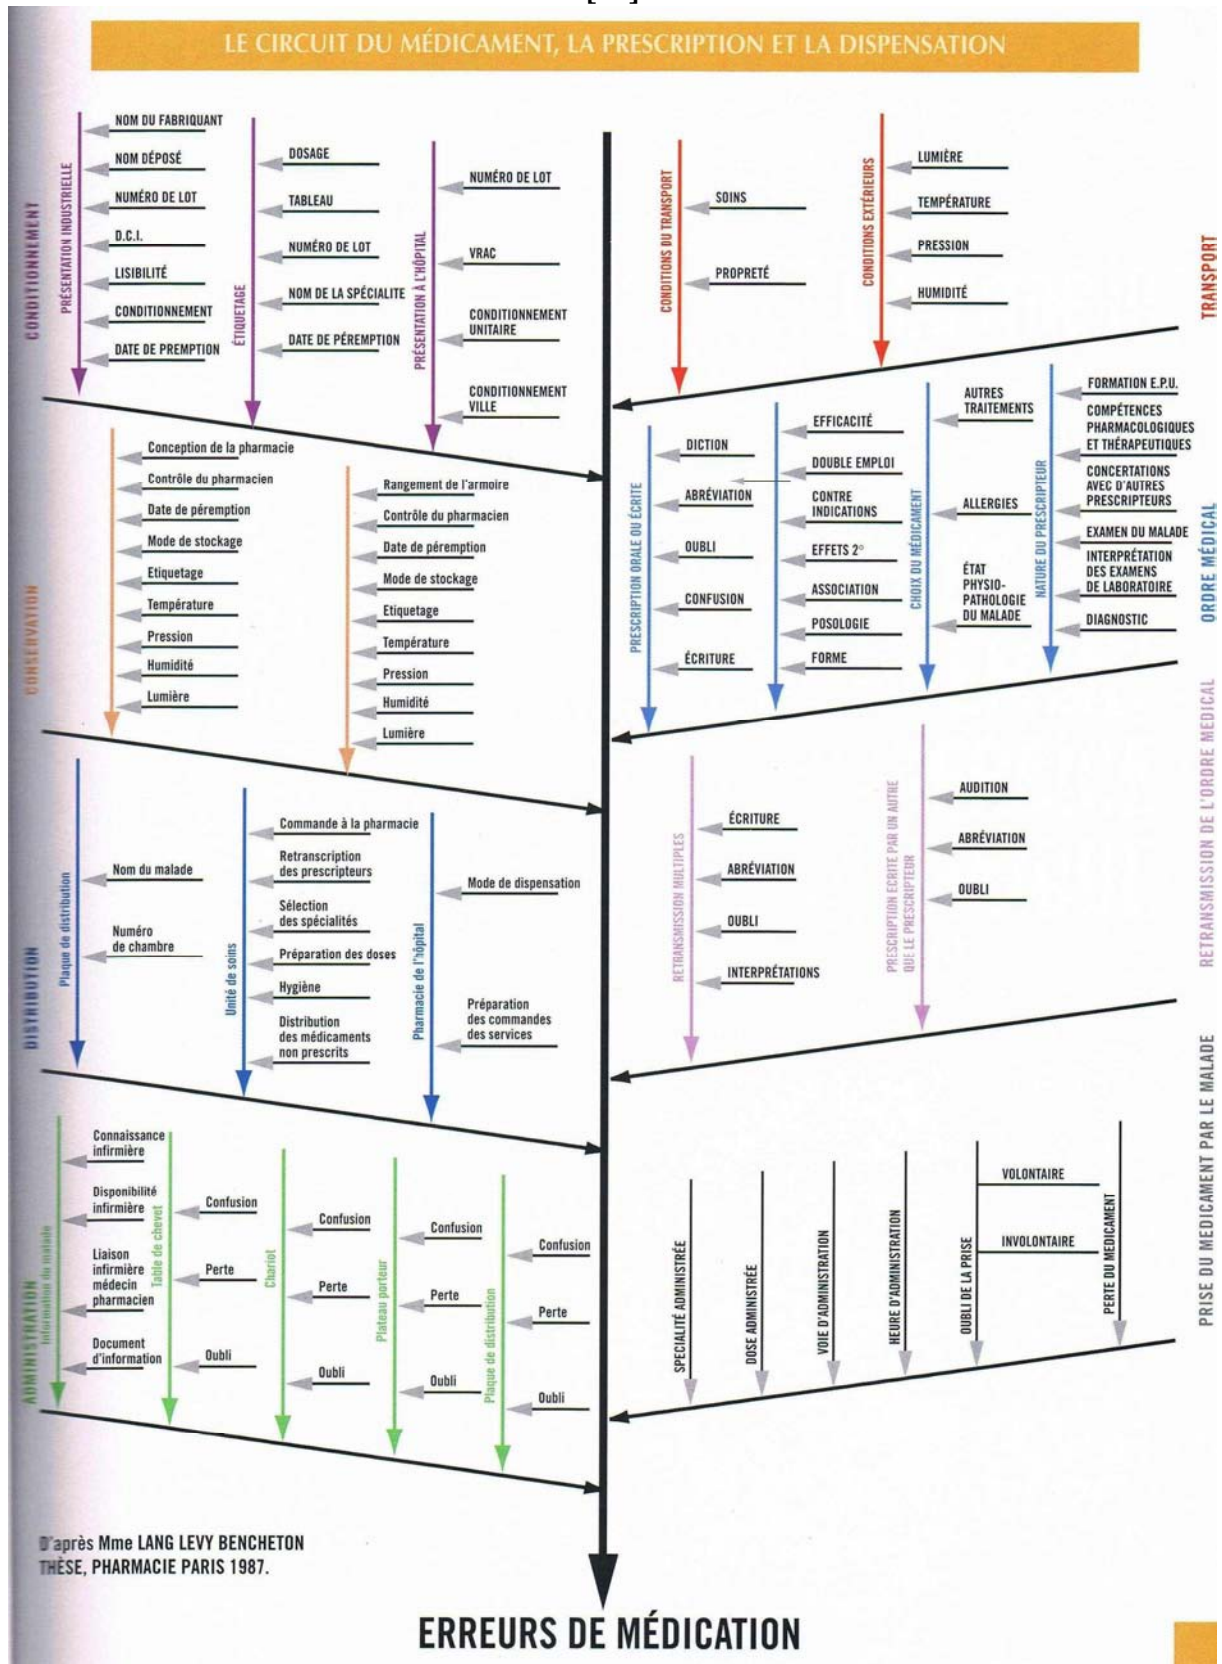 LE CIRCUIT DU MÉDICAMENT, LA PRESCRIPTION ET LA DISPENSATION
CONDITIONNEMENT
PRÉSENTATION INDUSTRIELLE
NOM DU FABRIQUANT
NOM DÉPOSÉ
NUMÉRO DE LOT
D.C.I.
LISIBILITÉ
CONDITIONNEMENT
DATE DE PREMPTION
ÉTIQUETAGE
DOSAGE
TABLEAU
NUMÉRO DE LOT
NOM DE LA SPÉCIALITE
DATE DE PÉREMPTION
PRÉSENTATION À L'HÔPITAL
NUMÉRO DE LOT
VRAC
CONDITIONNEMENT
UNITAIRE
CONDITIONNEMENT
VILLE
TRANSPORT
CONDITIONS DU TRANSPORT
SOINS
PROPRETÉ
CONDITIONS EXTÉRIEURS
LUMIÈRE
TEMPÉRATURE
PRESSION
HUMIDITÉ
CONSERVATION
Conception de la pharmacie
Contrôle du pharmacien
Date de péremption
Mode de stockage
Etiquetage
Température
Pression
Humidité
Lumière
Rangement de l'armoire
Contrôle du pharmacien
Date de péremption
Mode de stockage
Etiquetage
Température
Pression
Humidité
Lumière
ORDRE MÉDICAL
PRESCRIPTION ORALE OU ÉCRITE
DICTION
ABRÉVIATION
OUBLI
CONFUSION
ÉCRITURE
EFFICACITÉ
DOUBLE EMPLOI
CONTRE
INDICATIONS
EFFETS 2°
ASSOCIATION
POSOLOGIE
FORME
CHOIX DU MÉDICAMENT
AUTRES
TRAITEMENTS
ALLERGIES
ÉTAT
PHYSIO-
PATHOLOGIE
DU MALADE
NATURE DU PRESCRIPTEUR
FORMATION E.P.U.
COMPÉTENCES
PHARMACOLOGIQUES
ET THÉRAPEUTIQUES
CONCERTATIONS
AVEC D'AUTRES
PRESCRIPTEURS
EXAMEN DU MALADE
INTERPRÉTATION
DES EXAMENS
DE LABORATOIRE
DIAGNOSTIC
DISTRIBUTION
Plaque de distribution
Nom du malade
Numéro
de chambre
Unité de soins
Commande à la pharmacie
Retranscription
des prescripteurs
Sélection
des spécialités
Préparation des doses
Hygiène
Distribution
des médicaments
non prescrits
Pharmacie de l'hôpital
Mode de dispensation
Préparation
des commandes
des services
RETRANSMISSION DE L'ORDRE MÉDICAL
RETRANSMISSION MULTIPLES
ÉCRITURE
ABRÉVIATION
OUBLI
INTERPRÉTATIONS
PRESCRIPTION ECRITE PAR UN AUTRE
QUE LE PRESCRIPTEUR
AUDITION
ABRÉVIATION
OUBLI
ADMINISTRATION
Information du malade
Connaissance
infirmière
Disponibilité
infirmière
Liaison
infirmière
médecin
pharmacien
Document
d'information
Table de chevet
Confusion
Perte
Oubli
Chariot
Confusion
Perte
Oubli
Plateau porteur
Confusion
Perte
Oubli
Plaque de distribution
Confusion
Perte
Oubli
PRISE DU MEDICAMENT PAR LE MALADE
SPECIALITÉ ADMINISTRÉE
DOSE ADMINISTRÉE
VOIE D'ADMINISTRATION
HEURE D'ADMINISTRATION
OUBLI DE LA PRISE
VOLONTAIRE
INVOLONTAIRE
PERTE DU MEDICAMENT
D'après Mme LANG LEVY BENCHETON
THÈSE, PHARMACIE PARIS 1987.
ERREURS DE MÉDICATION